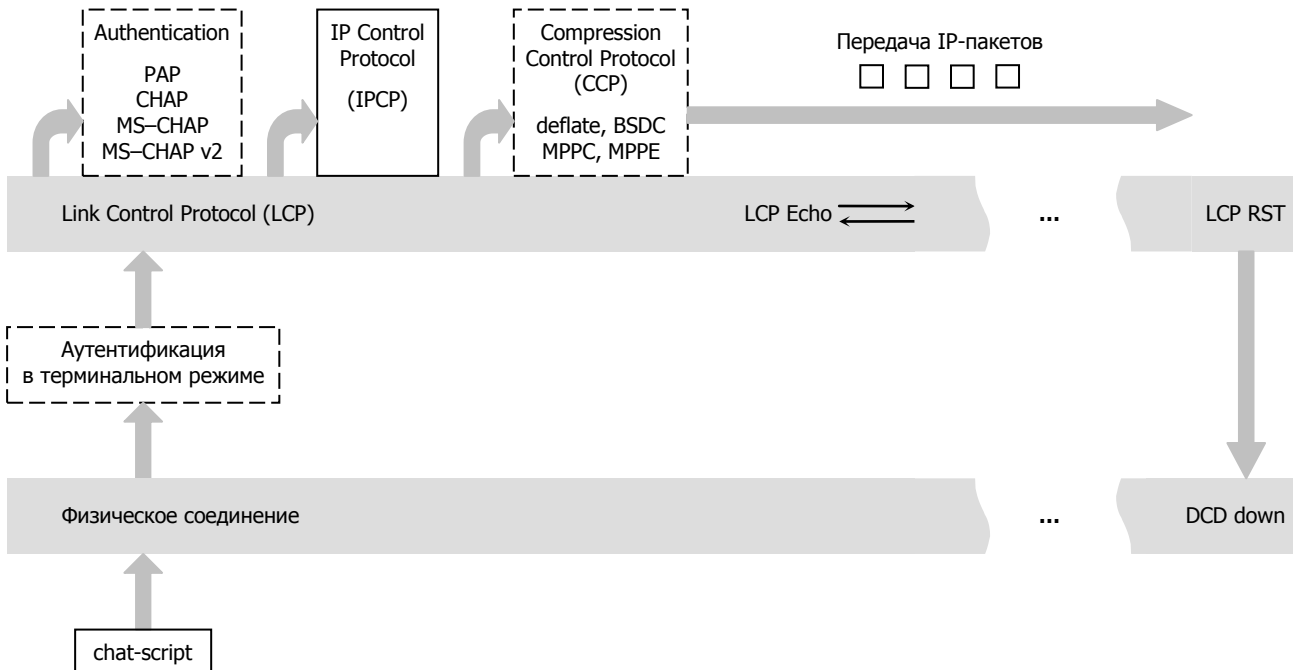 Authentication
PAP
CHAP
MS–CHAP
MS–CHAP v2
IP Control
Protocol
(IPCP)
Compression
Control Protocol
(CCP)
deflate, BSDC
MPPC, MPPE
Передача IP-пакетов
Link Control Protocol (LCP)
LCP Echo
...
LCP RST
Аутентификация
в терминальном режиме
Физическое соединение
...
DCD down
chat-script